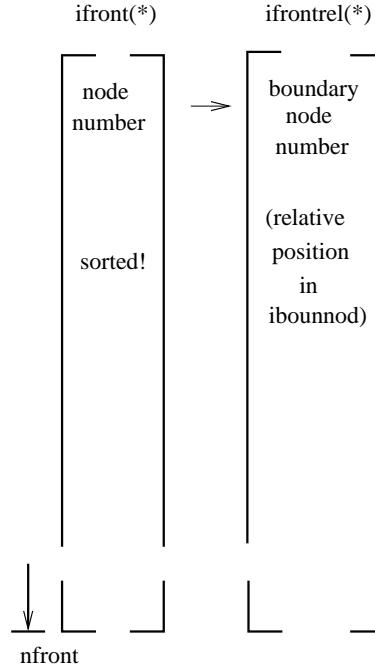 ifront(*)
ifrontrel(*)
node
number
sorted!
boundary
node
number
(relative
position
in
ibounnod)
nfront